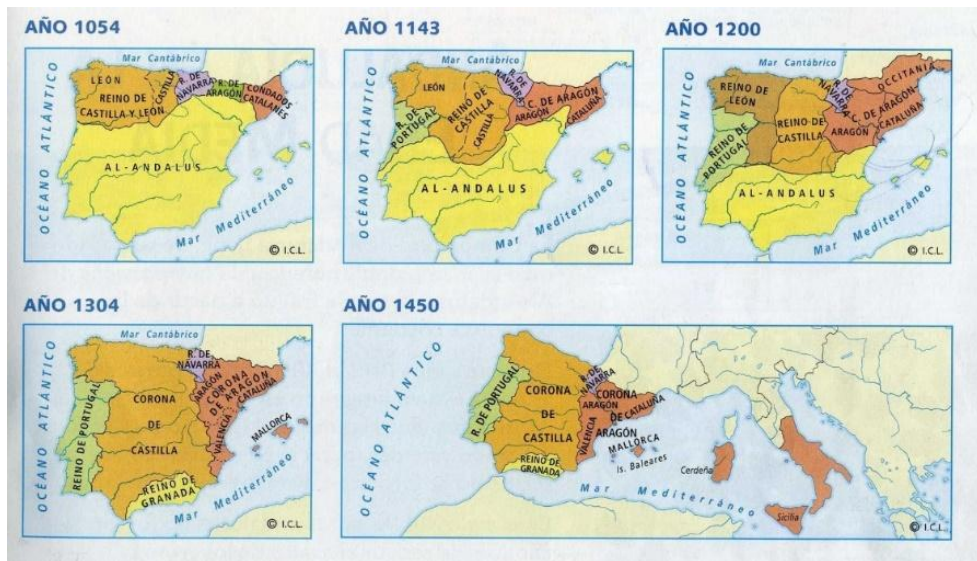 AÑO 1054
Mar Cantábrico
OCÉANO ATLÁNTICO
LEÓN
REINO DE
CASTILLA Y LEÓN
CASTILLA
R. DE
NAVARRA
R. DE
ARAGÓN
CONDADOS
CATALANES
AL-ANDALUS
Mar Mediterráneo
© I.C.L.
AÑO 1143
Mar Cantábrico
OCÉANO ATLÁNTICO
LEÓN
R. DE
PORTUGAL
REINO DE
CASTILLA
CASTILLA
R. DE
NAVARRA
C. DE ARAGÓN
ARAGÓN
CATALUÑA
AL-ANDALUS
Mar Mediterráneo
© I.C.L.
AÑO 1200
Mar Cantábrico
OCÉANO ATLÁNTICO
REINO DE
LEÓN
REINO DE
PORTUGAL
REINO DE
CASTILLA
R. DE
NAVARRA
OCCITANIA
C. DE ARAGÓN-
CATALUÑA
ARAGÓN
AL-ANDALUS
Mar Mediterráneo
© I.C.L.
AÑO 1304
Mar Cantábrico
OCÉANO ATLÁNTICO
REINO DE PORTUGAL
CORONA
DE
CASTILLA
R. DE
NAVARRA
ARAGÓN
CORONA
DE ARAGÓN
CATALUÑA
VALENCIA
MALLORCA
REINO DE
GRANADA
Mar Mediterráneo
© I.C.L.
AÑO 1450
OCÉANO ATLÁNTICO
R. DE PORTUGAL
CORONA
DE
CASTILLA
R. DE
NAVARRA
CORONA
ARAGÓN
DE CATALUÑA
VALENCIA
ARAGÓN
MALLORCA
Is. Baleares
REINO DE
GRANADA
Cerdeña
Sicilia
Mar Mediterráneo
© I.C.L.